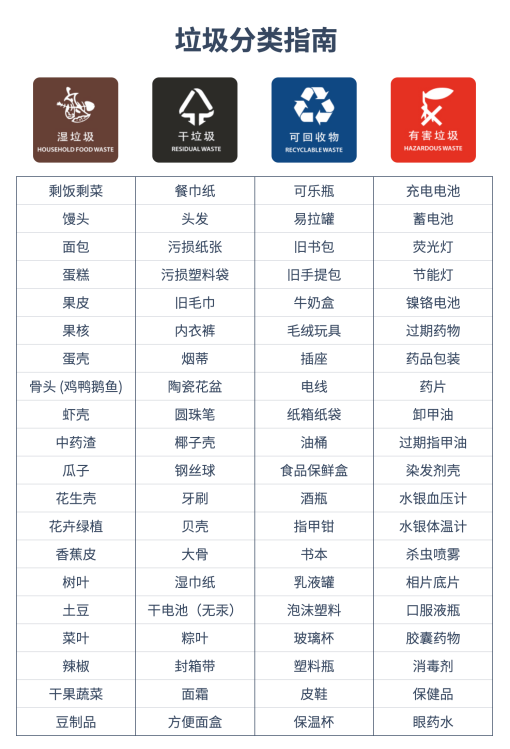 垃圾分类指南
湿垃圾 干垃圾 可回收物 有害垃圾
HOUSEHOLD FOOD WASTE RESIDUAL WASTE RECYCLABLE WASTE HAZARDOUS WASTE
剩饭剩菜 餐巾纸 可乐瓶 充电电池
馒头 头发 易拉罐 蓄电池
面包 污损纸张 旧书包 荧光灯
蛋糕 污损塑料袋 旧手提包 节能灯
果皮 旧毛巾 牛奶盒 镍铬电池
果核 内衣裤 毛绒玩具 过期药物
蛋壳 烟蒂 插座 药品包装
骨头 (鸡鸭鹅鱼) 陶瓷花盆 电线 药片
虾壳 圆珠笔 纸箱纸袋 卸甲油
中药渣 椰子壳 油桶 过期指甲油
瓜子 钢丝球 食品保鲜盒 染发剂壳
花生壳 牙刷 酒瓶 水银血压计
花卉绿植 贝壳 指甲钳 水银体温计
香蕉皮 大骨 书本 杀虫喷雾
树叶 湿巾纸 乳液罐 相片底片
土豆 干电池（无汞） 泡沫塑料 口服液瓶
菜叶 粽叶 玻璃杯 胶囊药物
辣椒 封箱带 塑料瓶 消毒剂
干果蔬菜 面霜 皮鞋 保健品
豆制品 方便面盒 保温杯 眼药水